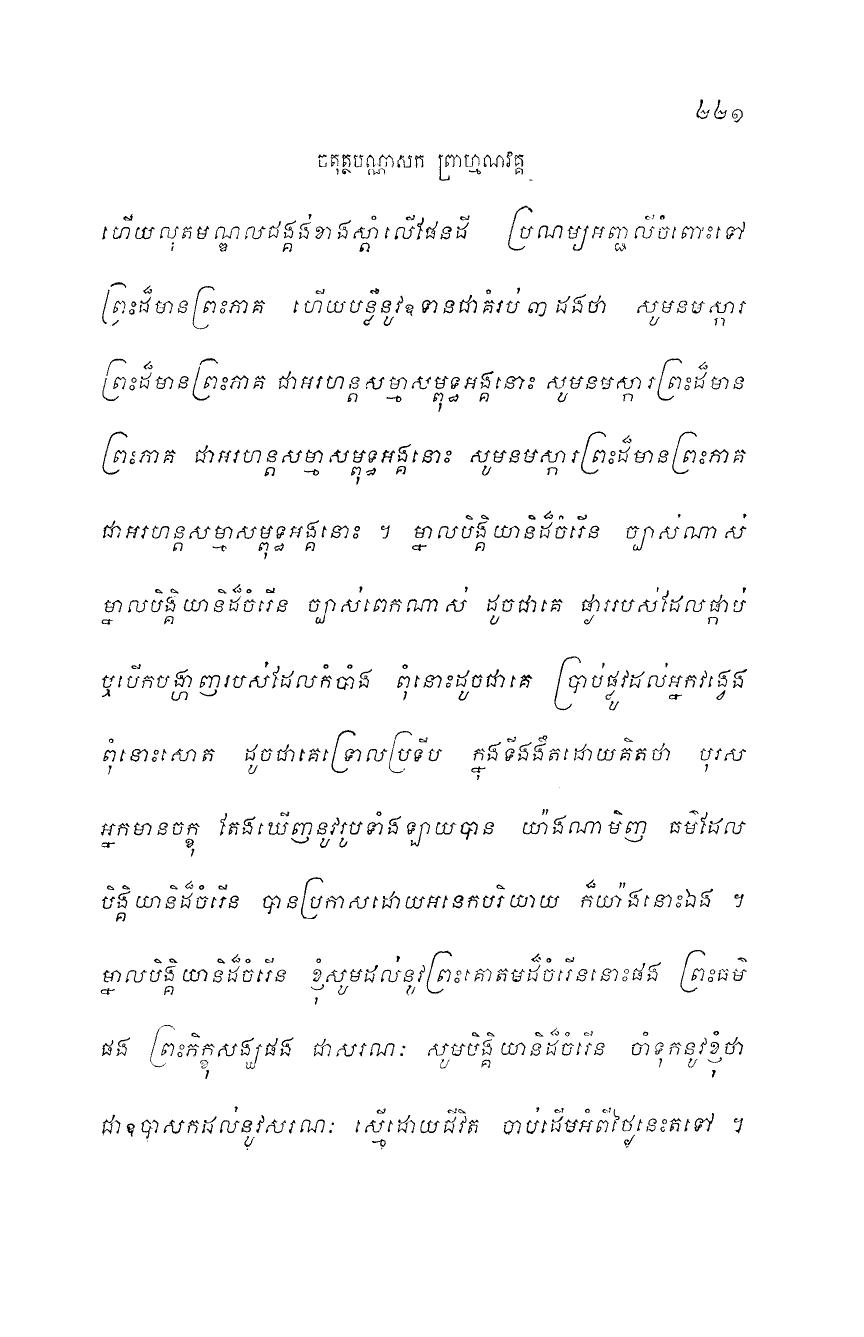 ២២១
ចតុត្ថបណ្ណាសក ព្រាហ្មណវគ្គ
ហើយលុតមណ្ឌលជង្គង់ខាងស្តាំលើផែនដី ប្រណម្យអញ្ជលីចំពោះទៅ
ព្រះដ៏មានព្រះភាគ ហើយបន្លឺនូវឧទានជាគំរប់ ៣ ដងថា សូមនមស្ការ
ព្រះដ៏មានព្រះភាគ ជាអរហន្តសម្មាសម្ពុទ្ធអង្គនោះ សូមនមស្ការព្រះដ៏មាន
ព្រះភាគ ជាអរហន្តសម្មាសម្ពុទ្ធអង្គនោះ សូមនមស្ការព្រះដ៏មានព្រះភាគ
ជាអរហន្តសម្មាសម្ពុទ្ធអង្គនោះ ។ ម្នាលបិង្គិយានិដ៏ចំរើន ច្បាស់ណាស់
ម្នាលបិង្គិយានិដ៏ចំរើន ច្បាស់ពេកណាស់ ដូចជាគេ ផ្ងាររបស់ដែលផ្កាប់
ឬបើកបង្ហាញរបស់ដែលកំបាំង ពុំនោះដូចជាគេ ប្រាប់ផ្លូវដល់អ្នកវង្វេង
ពុំនោះសោត ដូចជាគេទ្រោលប្រទីប ក្នុងទីងងឹតដោយគិតថា បុរស
អ្នកមានចក្ខុ តែងឃើញនូវរូបទាំងឡាយបាន យ៉ាងណាមិញ ធម៌ដែល
បិង្គិយានិដ៏ចំរើន បានប្រកាសដោយអនេកបរិយាយ ក៏យ៉ាងនោះឯង ។
ម្នាលបិង្គិយានិដ៏ចំរើន ខ្ញុំសូមដល់នូវព្រះគោតមដ៏ចំរើននោះផង ព្រះធម៌
ផង ព្រះភិក្ខុសង្ឃផង ជាសរណៈ សូមបិង្គិយានិដ៏ចំរើន ចាំទុកនូវខ្ញុំថា
ជាឧបាសកដល់នូវសរណៈ ស្មើដោយជីវិត ចាប់ដើមអំពីថ្ងៃនេះតទៅ ។